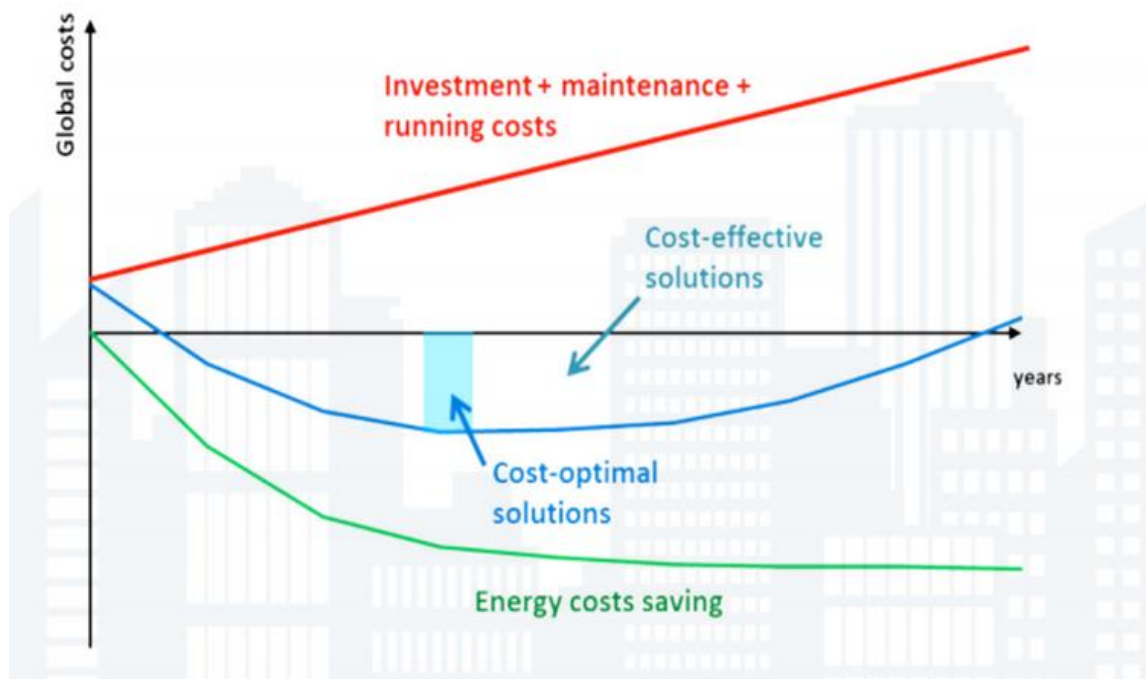 Global costs
Investment + maintenance +
running costs
Cost-effective
solutions
years
Cost-optimal
solutions
Energy costs saving